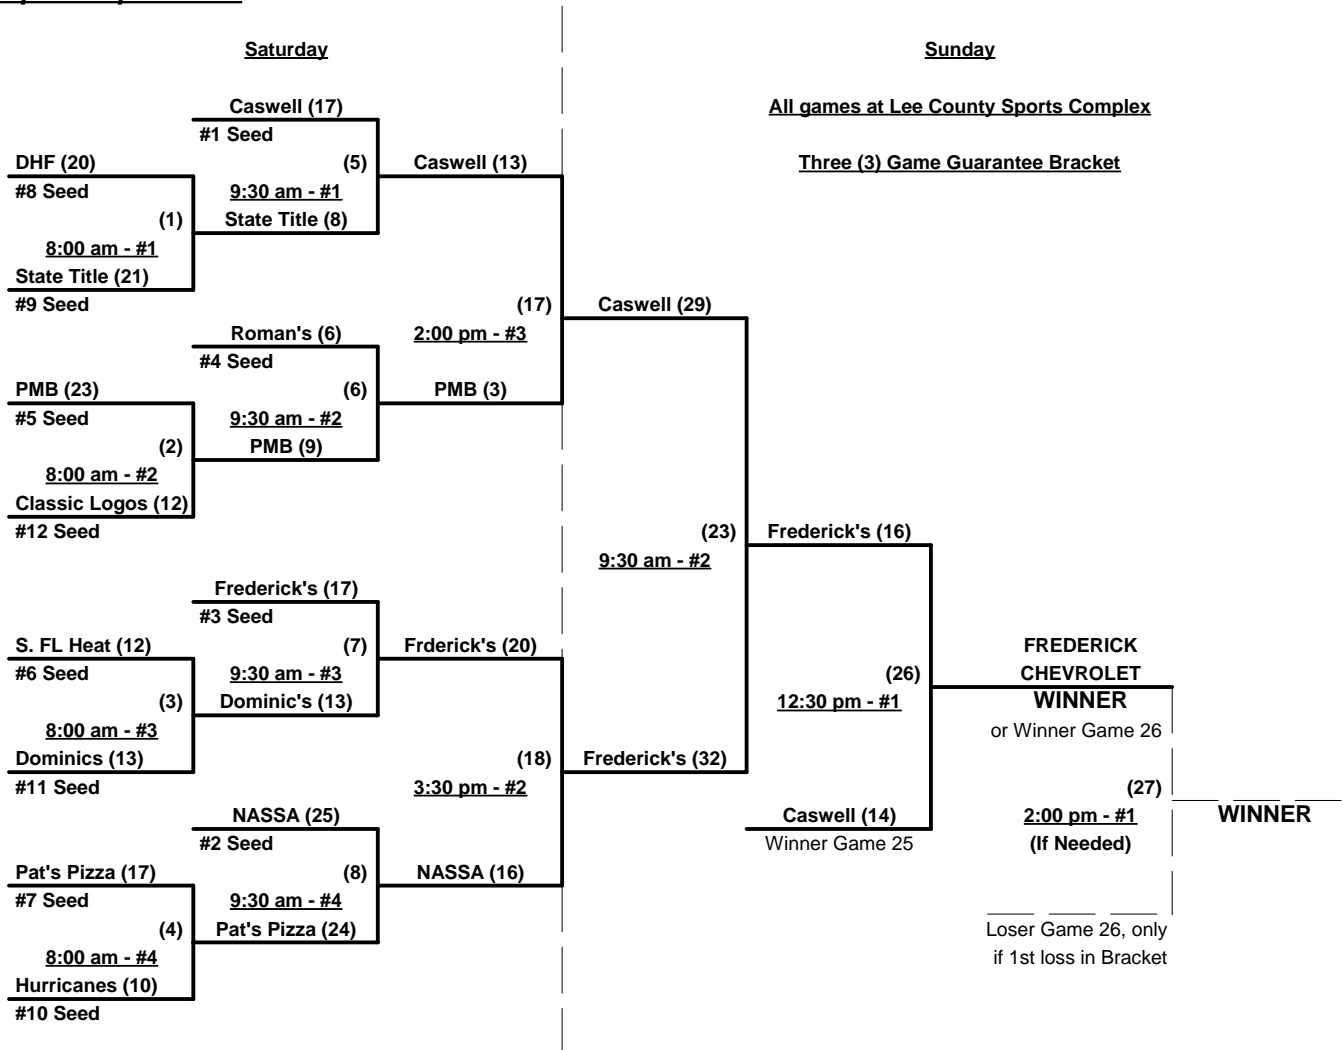 Saturday
Sunday
Caswell (17)
#1 Seed
All games at Lee County Sports Complex
DHF (20)
#8 Seed
(5)
9:30 am - #1
Caswell (13)
Three (3) Game Guarantee Bracket
(1)
8:00 am - #1
State Title (8)
State Title (21)
#9 Seed
(17)
2:00 pm - #3
Caswell (29)
Roman's (6)
#4 Seed
PMB (23)
#5 Seed
(6)
9:30 am - #2
PMB (3)
(2)
8:00 am - #2
PMB (9)
Classic Logos (12)
#12 Seed
(23)
9:30 am - #2
Frederick's (16)
Frederick's (17)
#3 Seed
S. FL Heat (12)
#6 Seed
(7)
9:30 am - #3
Frderick's (20)
(26)
12:30 pm - #1
FREDERICK
CHEVROLET
WINNER
or Winner Game 26
(3)
8:00 am - #3
Dominic's (13)
Dominics (13)
#11 Seed
(18)
3:30 pm - #2
Frederick's (32)
(27)
2:00 pm - #1
(If Needed)
WINNER
NASSA (25)
#2 Seed
Caswell (14)
Winner Game 25
Pat's Pizza (17)
#7 Seed
(8)
9:30 am - #4
NASSA (16)
(4)
8:00 am - #4
Pat's Pizza (24)
Loser Game 26, only
if 1st loss in Bracket
Hurricanes (10)
#10 Seed